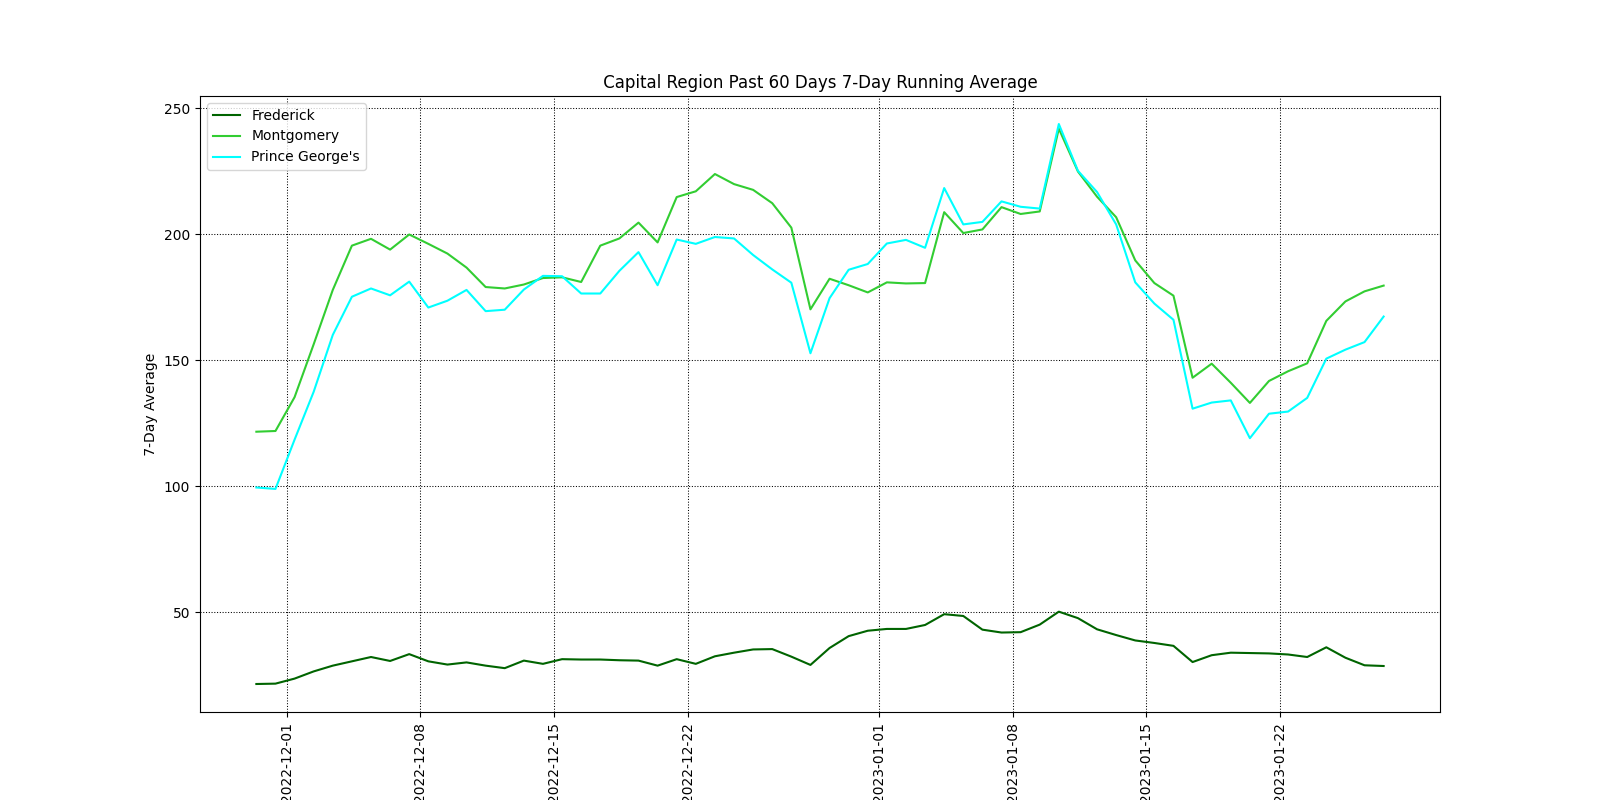 Capital Region Past 60 Days 7-Day Running Average
Frederick
Montgomery
Prince George's
7-Day Average
250
200
150
100
50
2022-12-01
2022-12-08
2022-12-15
2022-12-22
2023-01-01
2023-01-08
2023-01-15
2023-01-22